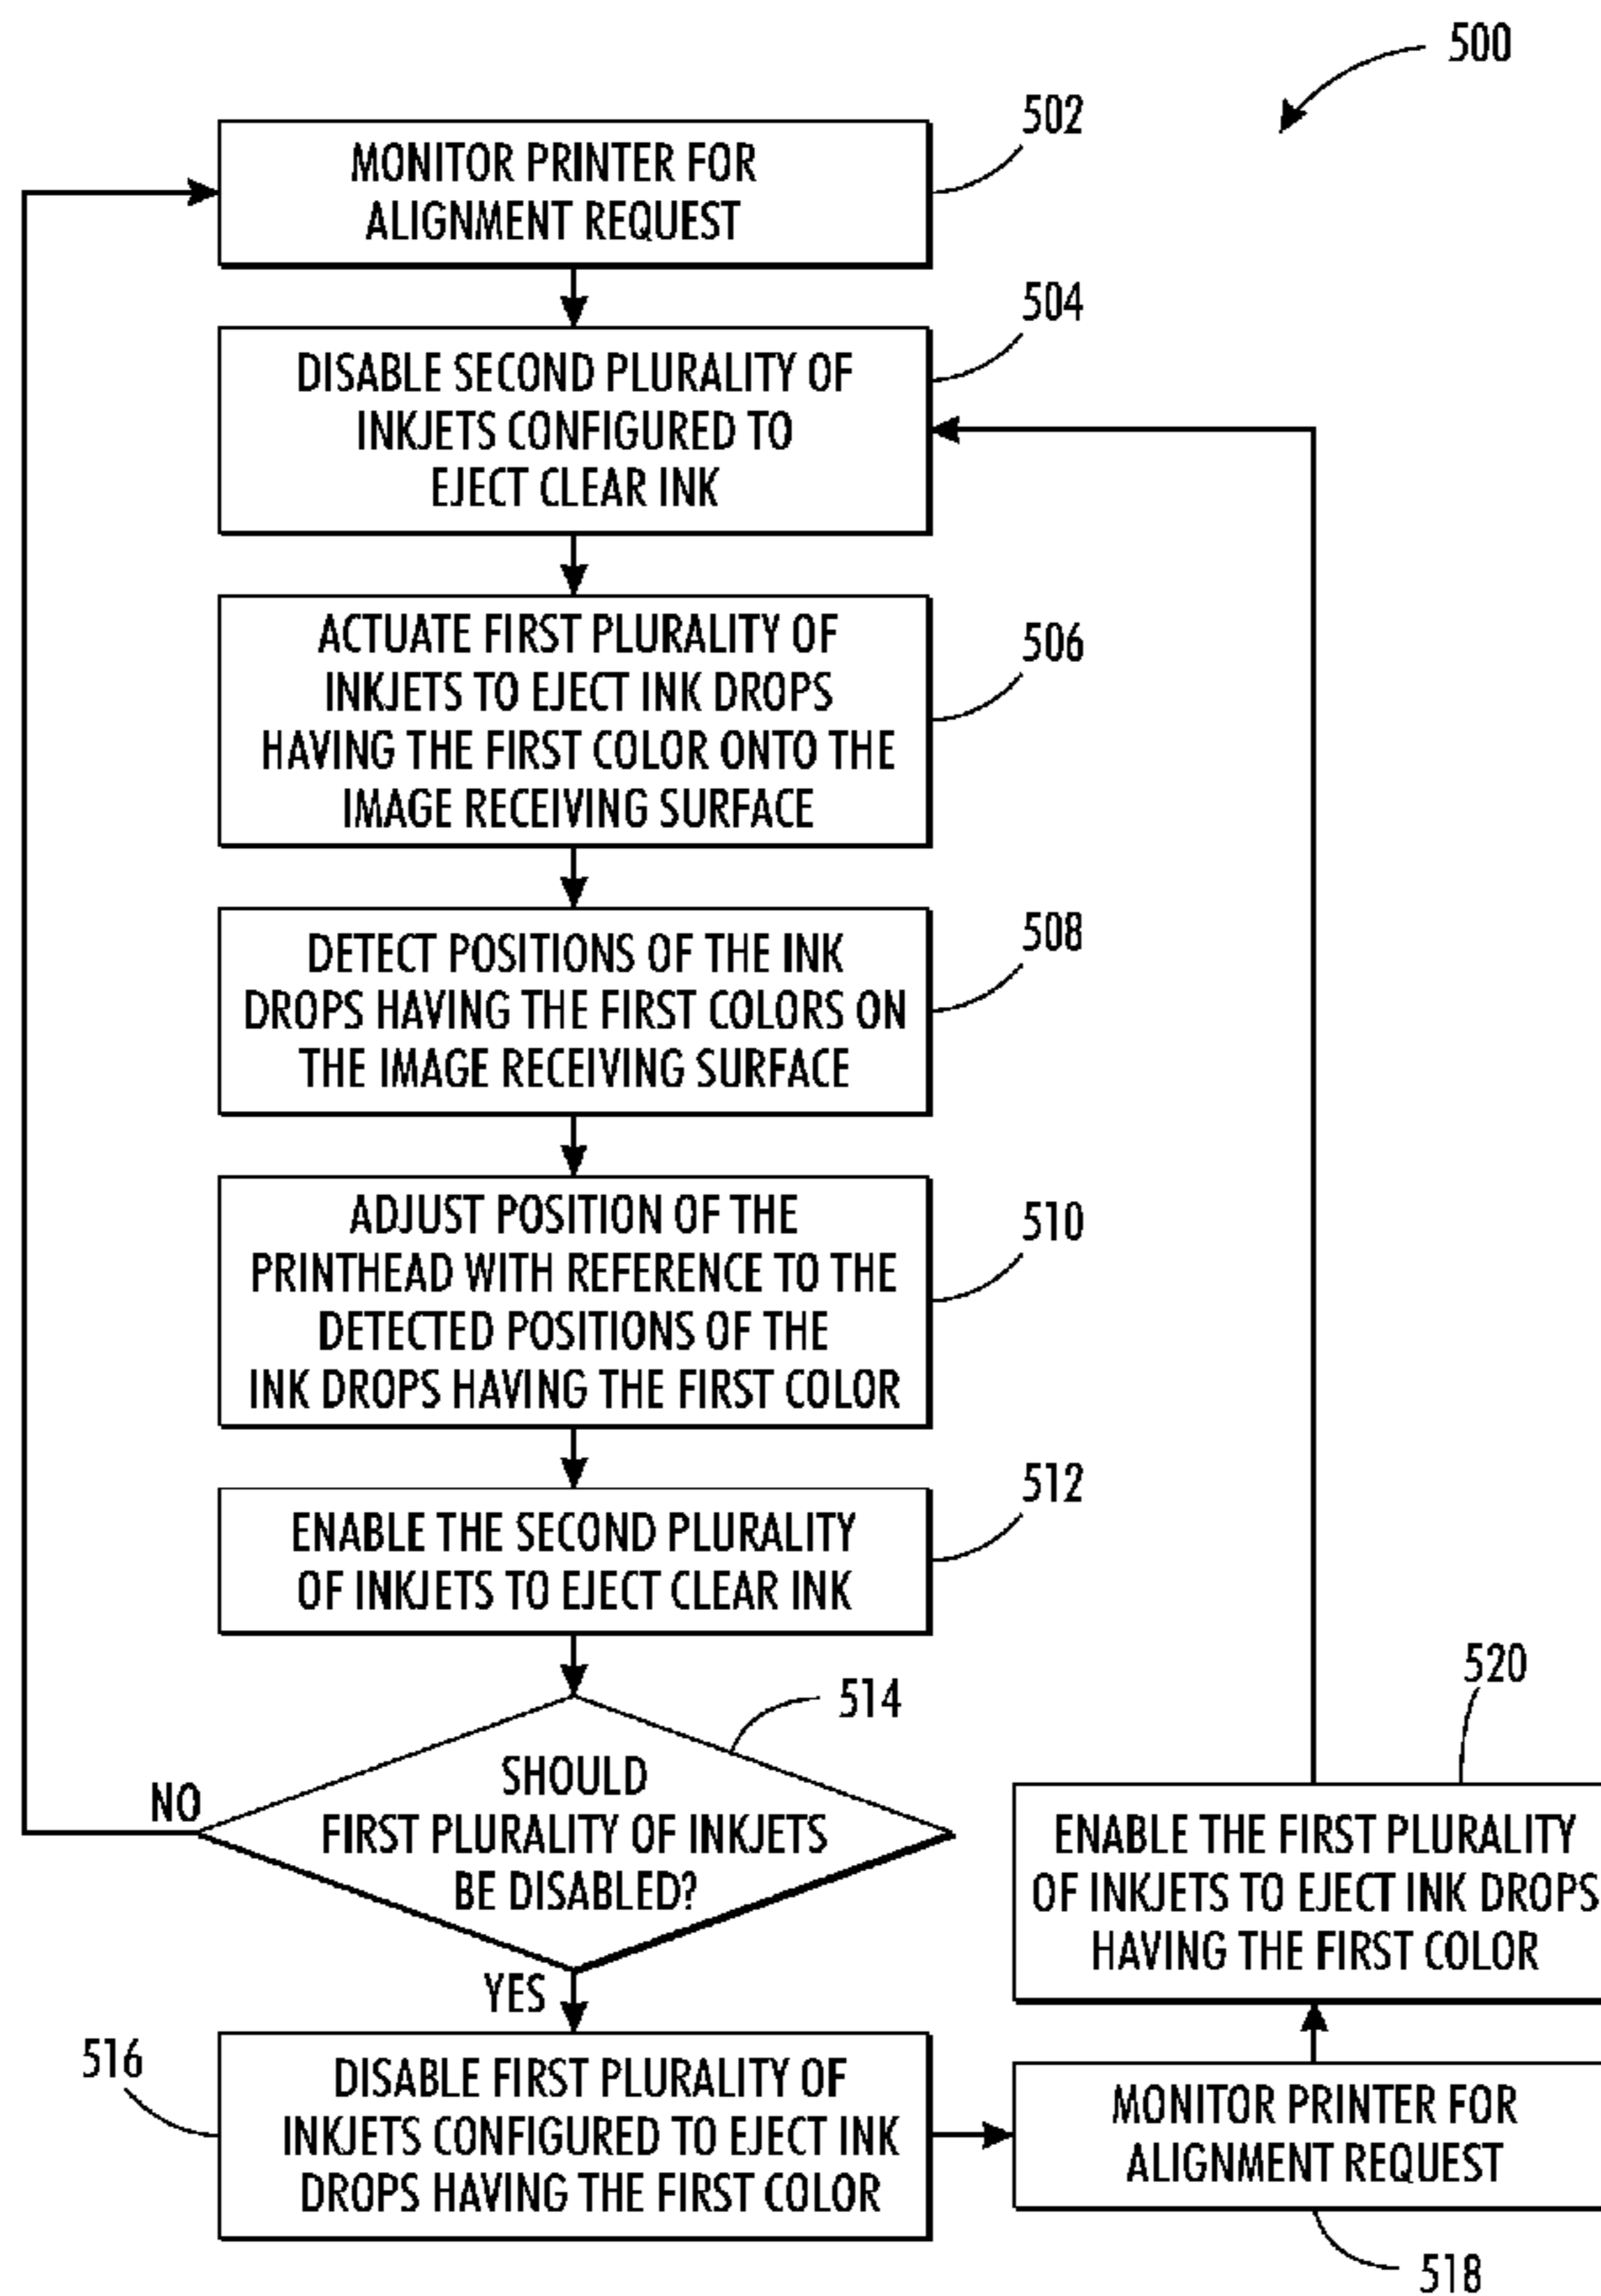 500
502
MONITOR PRINTER FOR
ALIGNMENT REQUEST
504
DISABLE SECOND PLURALITY OF
INKJETS CONFIGURED TO
EJECT CLEAR INK
506
ACTUATE FIRST PLURALITY OF
INKJETS TO EJECT INK DROPS
HAVING THE FIRST COLOR ONTO THE
IMAGE RECEIVING SURFACE
508
DETECT POSITIONS OF THE INK
DROPS HAVING THE FIRST COLORS ON
THE IMAGE RECEIVING SURFACE
510
ADJUST POSITION OF THE
PRINTHEAD WITH REFERENCE TO THE
DETECTED POSITIONS OF THE
INK DROPS HAVING THE FIRST COLOR
512
ENABLE THE SECOND PLURALITY
OF INKJETS TO EJECT CLEAR INK
514
SHOULD
FIRST PLURALITY OF INKJETS
BE DISABLED?
NO
YES
516
DISABLE FIRST PLURALITY OF
INKJETS CONFIGURED TO EJECT INK
DROPS HAVING THE FIRST COLOR
520
ENABLE THE FIRST PLURALITY
OF INKJETS TO EJECT INK DROPS
HAVING THE FIRST COLOR
MONITOR PRINTER FOR
ALIGNMENT REQUEST
518